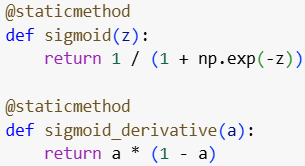 @staticmethod
def sigmoid(z):
    return 1 / (1 + np.exp(-z))

@staticmethod
def sigmoid_derivative(a):
    return a * (1 - a)